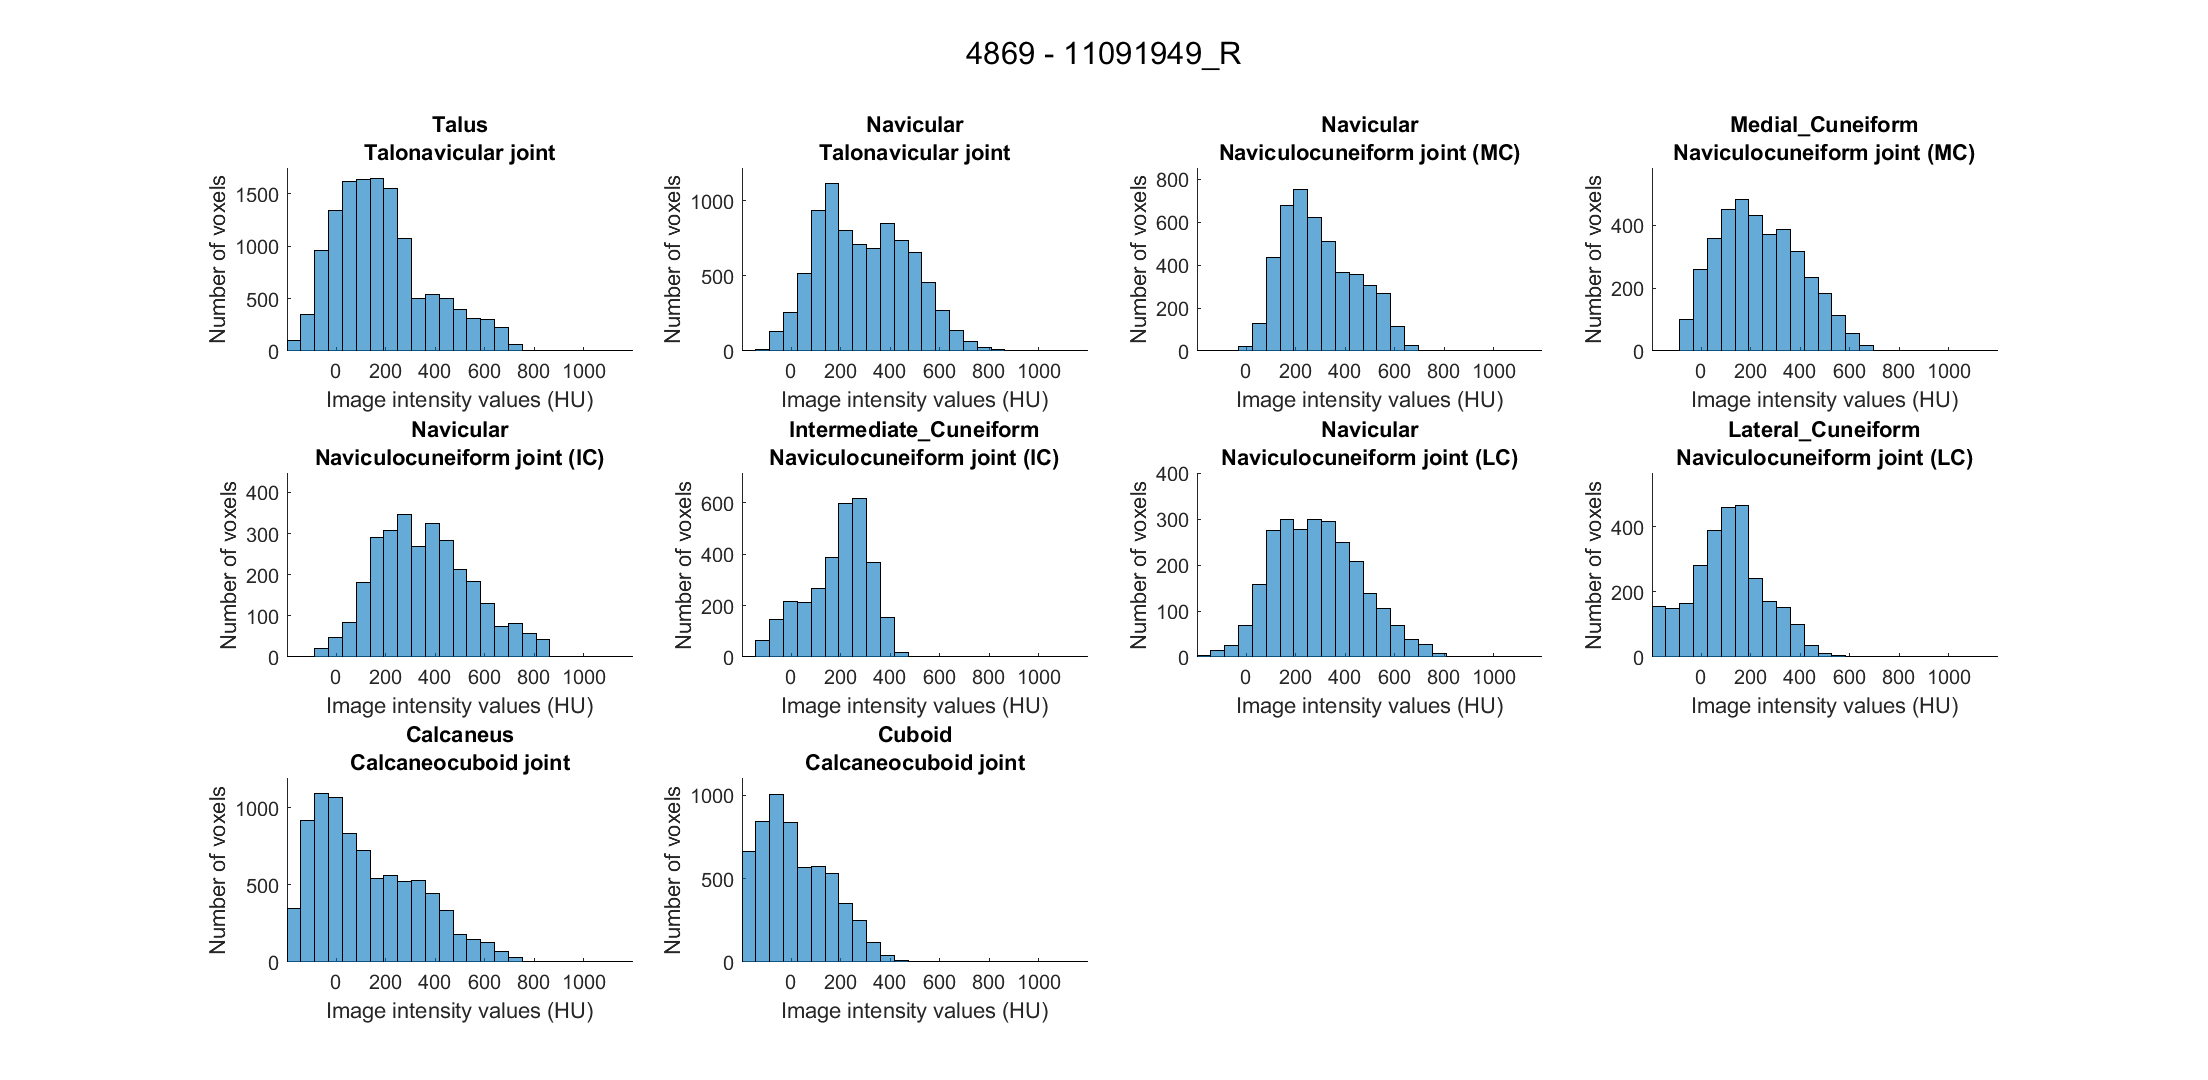 4869 - 11091949_R
Talus
Talonavicular joint
Number of voxels
1500
1000
500
0
0 200 400 600 800 1000
Image intensity values (HU)
Navicular
Talonavicular joint
Number of voxels
1000
500
0
0 200 400 600 800 1000
Image intensity values (HU)
Navicular
Naviculocuneiform joint (MC)
Number of voxels
800
600
400
200
0
0 200 400 600 800 1000
Image intensity values (HU)
Medial_Cuneiform
Naviculocuneiform joint (MC)
Number of voxels
400
200
0
0 200 400 600 800 1000
Image intensity values (HU)
Navicular
Naviculocuneiform joint (IC)
Number of voxels
400
300
200
100
0
0 200 400 600 800 1000
Image intensity values (HU)
Intermediate_Cuneiform
Naviculocuneiform joint (IC)
Number of voxels
600
400
200
0
0 200 400 600 800 1000
Image intensity values (HU)
Navicular
Naviculocuneiform joint (LC)
Number of voxels
400
300
200
100
0
0 200 400 600 800 1000
Image intensity values (HU)
Lateral_Cuneiform
Naviculocuneiform joint (LC)
Number of voxels
400
200
0
0 200 400 600 800 1000
Image intensity values (HU)
Calcaneus
Calcaneocuboid joint
Number of voxels
1000
500
0
0 200 400 600 800 1000
Image intensity values (HU)
Cuboid
Calcaneocuboid joint
Number of voxels
1000
500
0
0 200 400 600 800 1000
Image intensity values (HU)